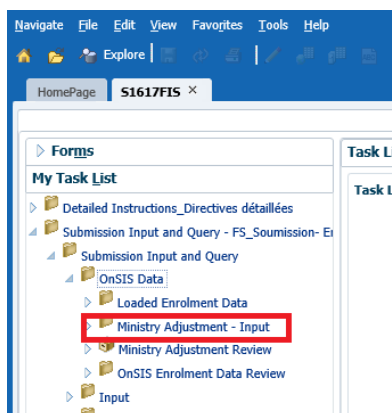 Navigate File Edit View Favorites Tools Help
Explore
HomePage S1617FIS ×
Forms
My Task List
Detailed Instructions_Directives détaillées
Submission Input and Query - FS_Soumission-
Submission Input and Query
OnSIS Data
Loaded Enrolment Data
Ministry Adjustment - Input
Ministry Adjustment Review
OnSIS Enrolment Data Review
Input
Task
Task